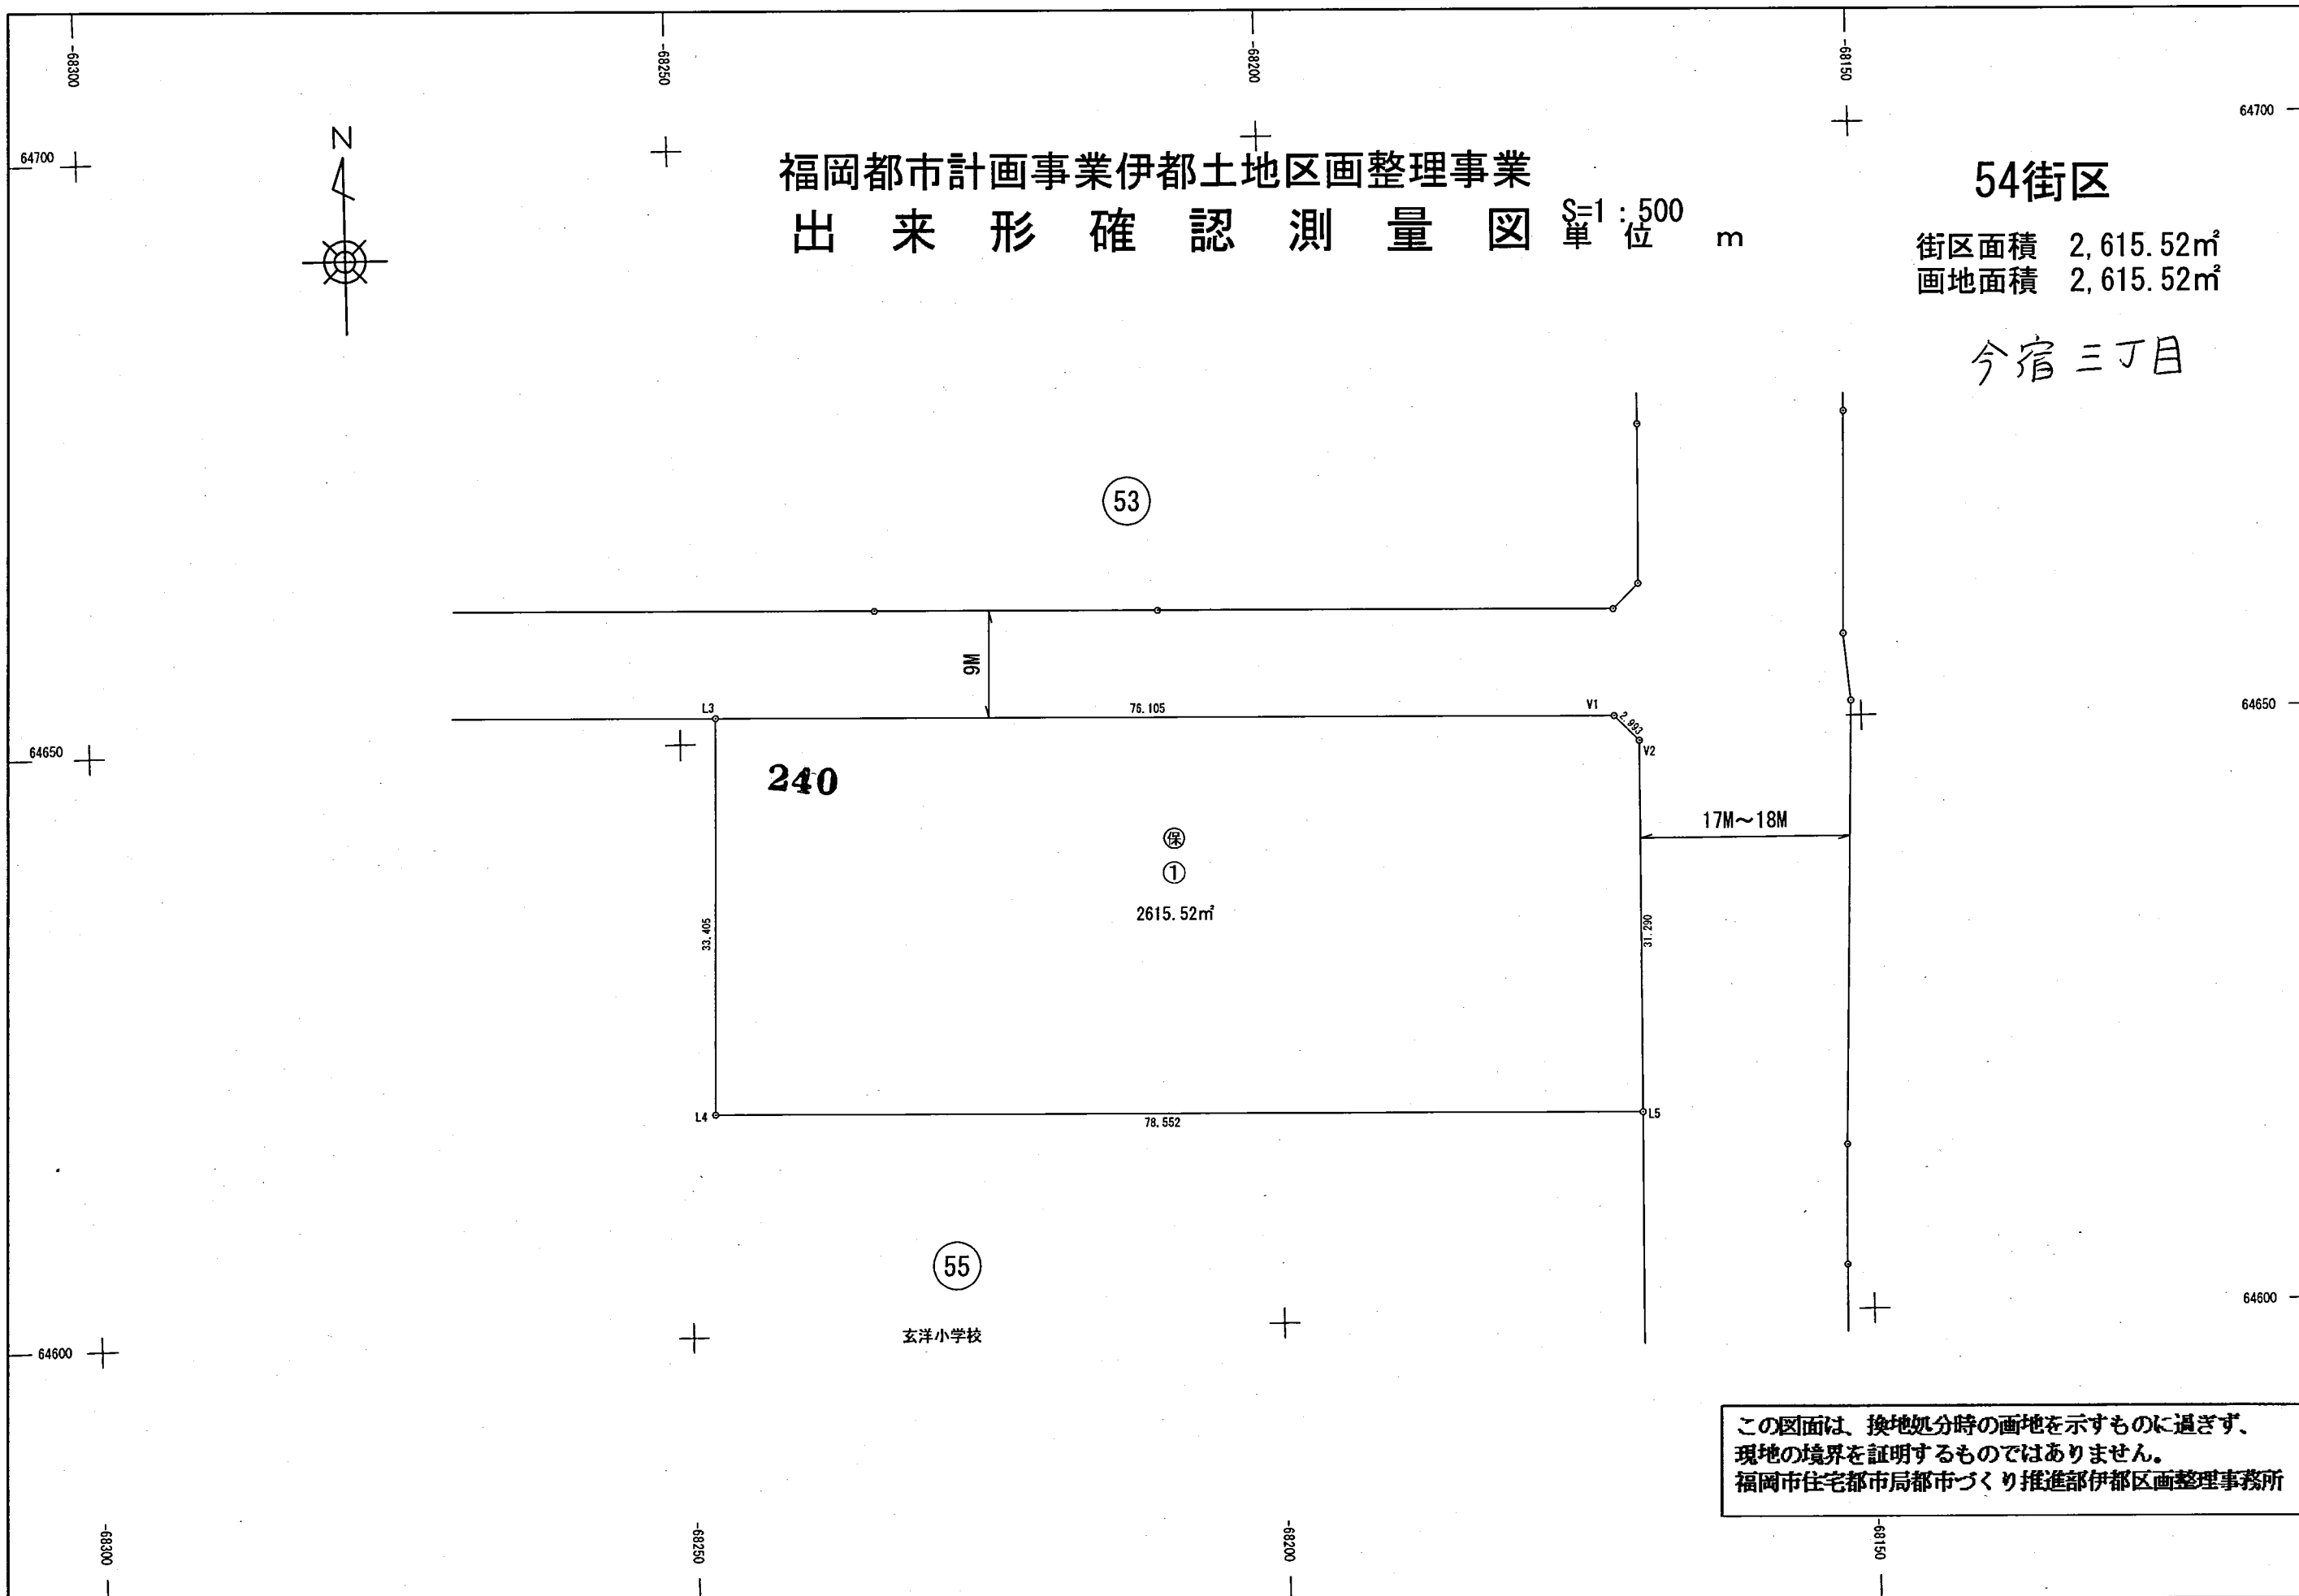 -68300
-68250
-68200
-68150
64700
64700
N
福岡都市計画事業伊都土地区画整理事業
出来形確認測量図
S=1:500
単位 m
54街区
街区面積 2,615.52㎡
画地面積 2,615.52㎡
今宿三丁目
53
9M
L3
76.105
V1
2.993
V2
64650
64650
240
17M～18M
保
①
2615.52㎡
33.405
31.290
L4
78.552
L5
55
玄洋小学校
64600
64600
この図面は、換地処分時の画地を示すものに過ぎず、
現地の境界を証明するものではありません。
福岡市住宅都市局都市づくり推進部伊都区画整理事務所
-68300
-68250
-68200
-68150